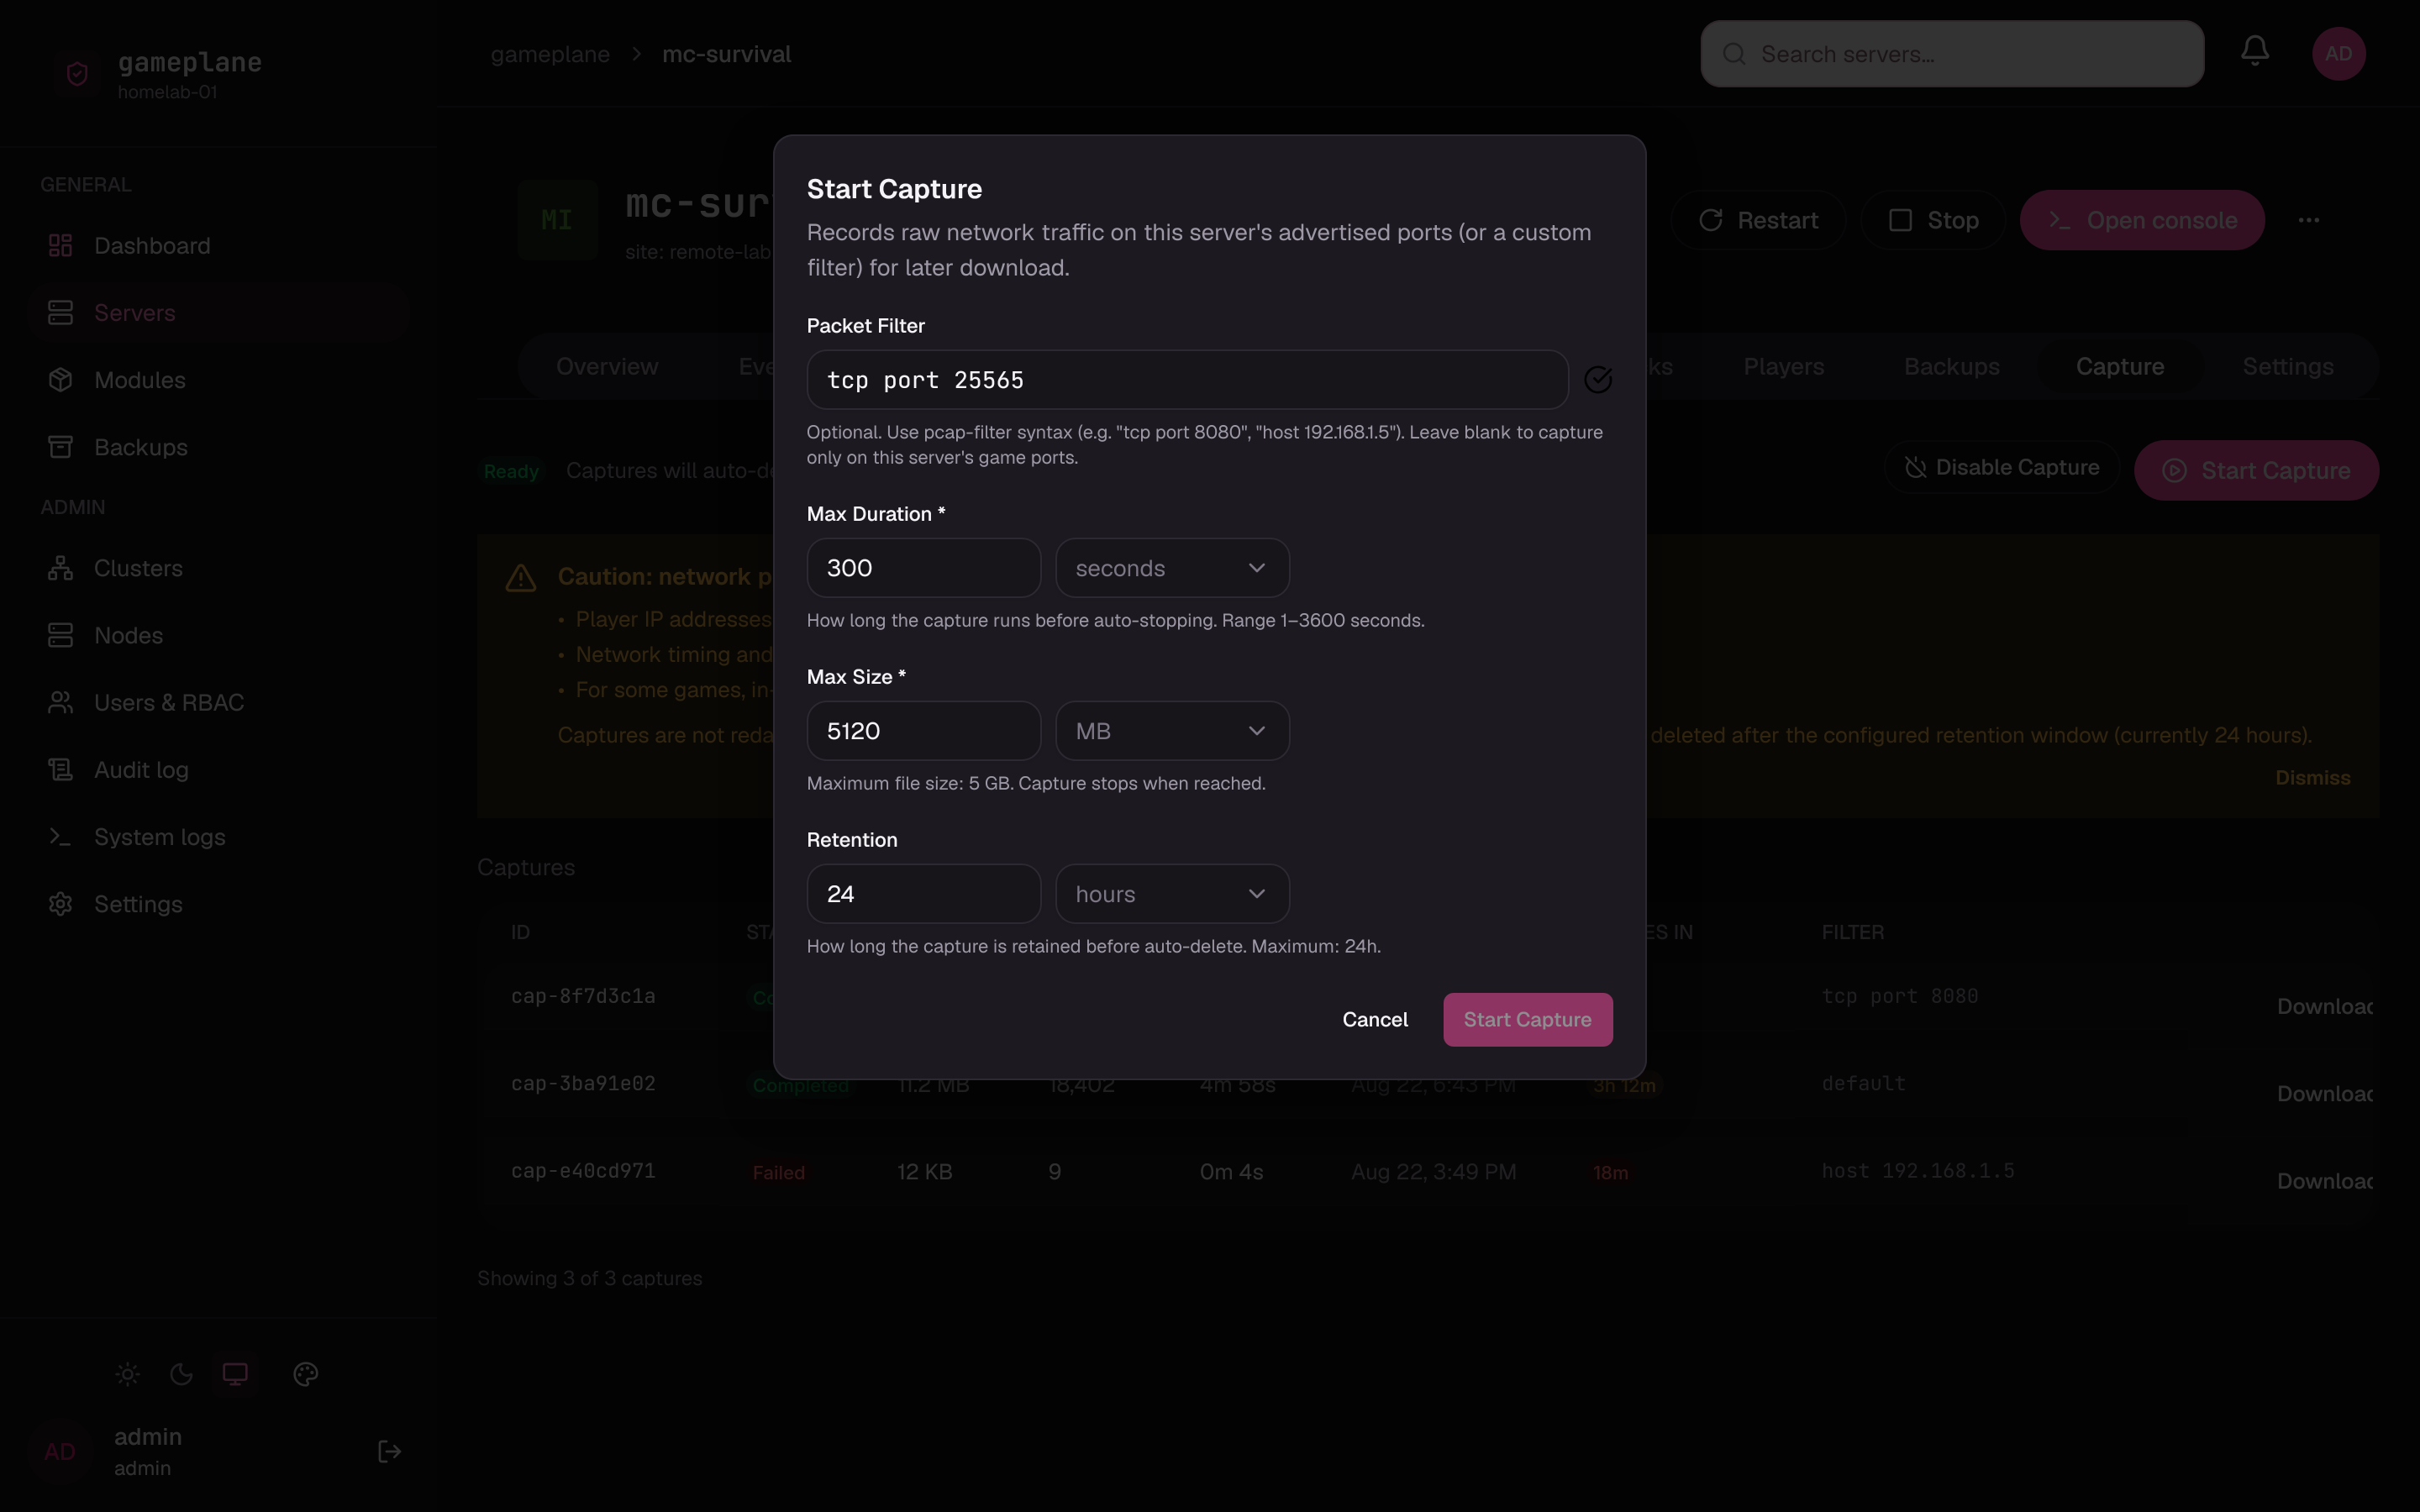 gameplane
homelab-01
gameplane > mc-survival
Search servers...
AD
GENERAL
Dashboard
Servers
Modules
Backups
ADMIN
Clusters
Nodes
Users & RBAC
Audit log
System logs
Settings
admin
admin
AD
MI
site: remote-lab
Restart
Stop
Open console
Overview
Players
Backups
Capture
Settings
Ready
Captures will
Disable Capture
Start Capture
Caution: network
• Player IP addresses
• Network timing and
• For some games,
Captures are not
deleted after the configured retention window (currently 24 hours).
Dismiss
Start Capture
Records raw network traffic on this server's advertised ports (or a custom
filter) for later download.
Packet Filter
tcp port 25565
Optional. Use pcap-filter syntax (e.g. "tcp port 8080", "host 192.168.1.5"). Leave blank to capture
only on this server's game ports.
Max Duration *
300
seconds
How long the capture runs before auto-stopping. Range 1–3600 seconds.
Max Size *
5120
MB
Maximum file size: 5 GB. Capture stops when reached.
Retention
24
hours
How long the capture is retained before auto-delete. Maximum: 24h.
Cancel
Start Capture
Captures
ID
IN
FILTER
cap-8f7d3c1a
tcp port 8080
cap-3ba91e02
Completed
11.2 MB
18,402
4m 58s
Aug 22, 6:43 PM
3h 12m
default
cap-e40cd971
Failed
12 KB
9
0m 4s
Aug 22, 3:49 PM
18m
host 192.168.1.5
Showing 3 of 3 captures